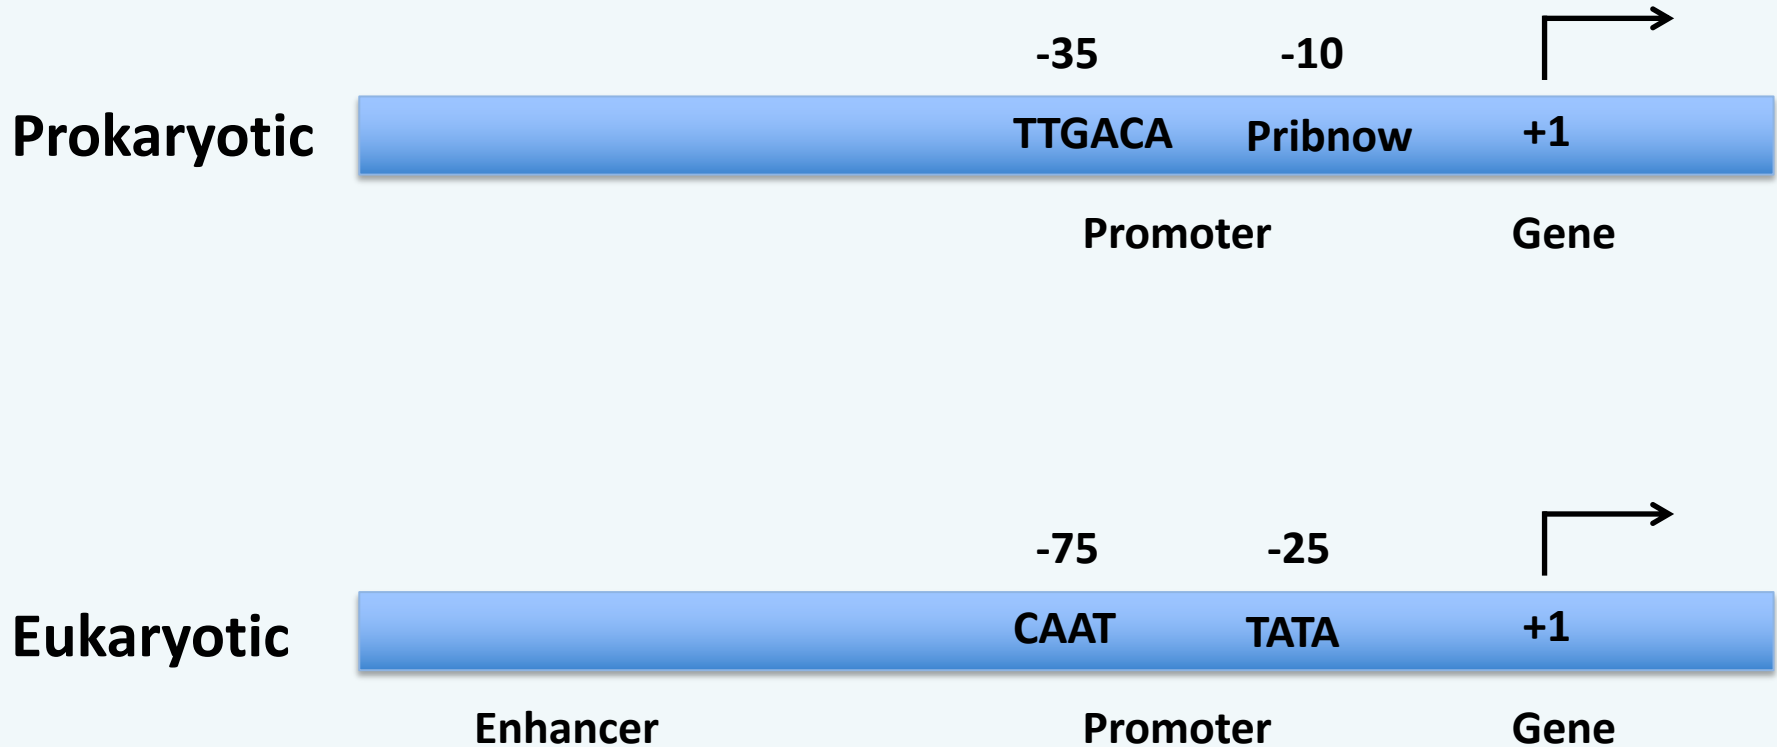 -35 -10
Prokaryotic TTGACA Pribnow +1
Promoter Gene
-75 -25
Eukaryotic CAAT TATA +1
Enhancer Promoter Gene